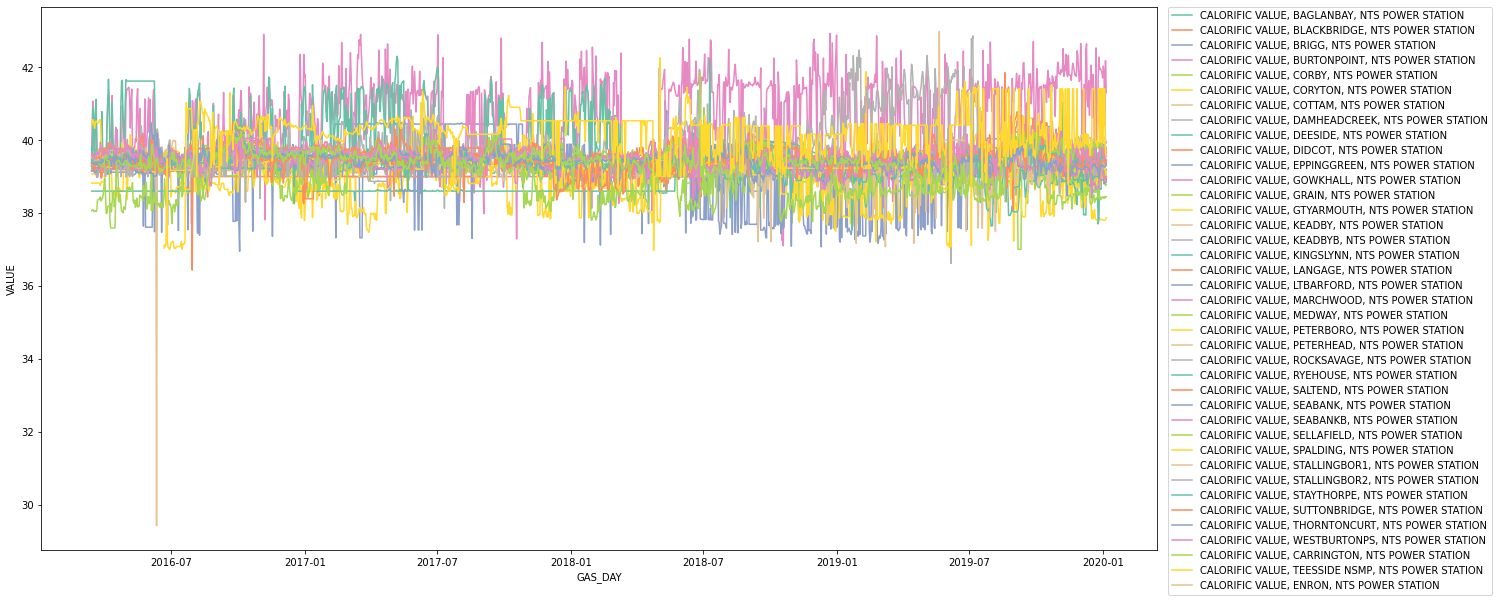 42
40
38
36
34
32
30
VALUE
2016-07
2017-01
2017-07
2018-01
2018-07
2019-01
2019-07
2020-01
GAS_DAY
CALORIFIC VALUE, BAGLANBAY, NTS POWER STATION
CALORIFIC VALUE, BLACKBRIDGE, NTS POWER STATION
CALORIFIC VALUE, BRIGG, NTS POWER STATION
CALORIFIC VALUE, BURTONPOINT, NTS POWER STATION
CALORIFIC VALUE, CORBY, NTS POWER STATION
CALORIFIC VALUE, CORYTON, NTS POWER STATION
CALORIFIC VALUE, COTTAM, NTS POWER STATION
CALORIFIC VALUE, DAMHEADCREEK, NTS POWER STATION
CALORIFIC VALUE, DEESIDE, NTS POWER STATION
CALORIFIC VALUE, DIDCOT, NTS POWER STATION
CALORIFIC VALUE, EPPINGGREEN, NTS POWER STATION
CALORIFIC VALUE, GOWKHALL, NTS POWER STATION
CALORIFIC VALUE, GRAIN, NTS POWER STATION
CALORIFIC VALUE, GTYARMOUTH, NTS POWER STATION
CALORIFIC VALUE, KEADBY, NTS POWER STATION
CALORIFIC VALUE, KEADBYB, NTS POWER STATION
CALORIFIC VALUE, KINGSLYNN, NTS POWER STATION
CALORIFIC VALUE, LANGAGE, NTS POWER STATION
CALORIFIC VALUE, LTBARFORD, NTS POWER STATION
CALORIFIC VALUE, MARCHWOOD, NTS POWER STATION
CALORIFIC VALUE, MEDWAY, NTS POWER STATION
CALORIFIC VALUE, PETERBORO, NTS POWER STATION
CALORIFIC VALUE, PETERHEAD, NTS POWER STATION
CALORIFIC VALUE, ROCKSAVAGE, NTS POWER STATION
CALORIFIC VALUE, RYEHOUSE, NTS POWER STATION
CALORIFIC VALUE, SALTEND, NTS POWER STATION
CALORIFIC VALUE, SEABANK, NTS POWER STATION
CALORIFIC VALUE, SEABANKB, NTS POWER STATION
CALORIFIC VALUE, SELLAFIELD, NTS POWER STATION
CALORIFIC VALUE, SPALDING, NTS POWER STATION
CALORIFIC VALUE, STALLINGBOR1, NTS POWER STATION
CALORIFIC VALUE, STALLINGBOR2, NTS POWER STATION
CALORIFIC VALUE, STAYTHORPE, NTS POWER STATION
CALORIFIC VALUE, SUTTONBRIDGE, NTS POWER STATION
CALORIFIC VALUE, THORNTONCURT, NTS POWER STATION
CALORIFIC VALUE, WESTBURTONPS, NTS POWER STATION
CALORIFIC VALUE, CARRINGTON, NTS POWER STATION
CALORIFIC VALUE, TEESSIDE NSMP, NTS POWER STATION
CALORIFIC VALUE, ENRON, NTS POWER STATION